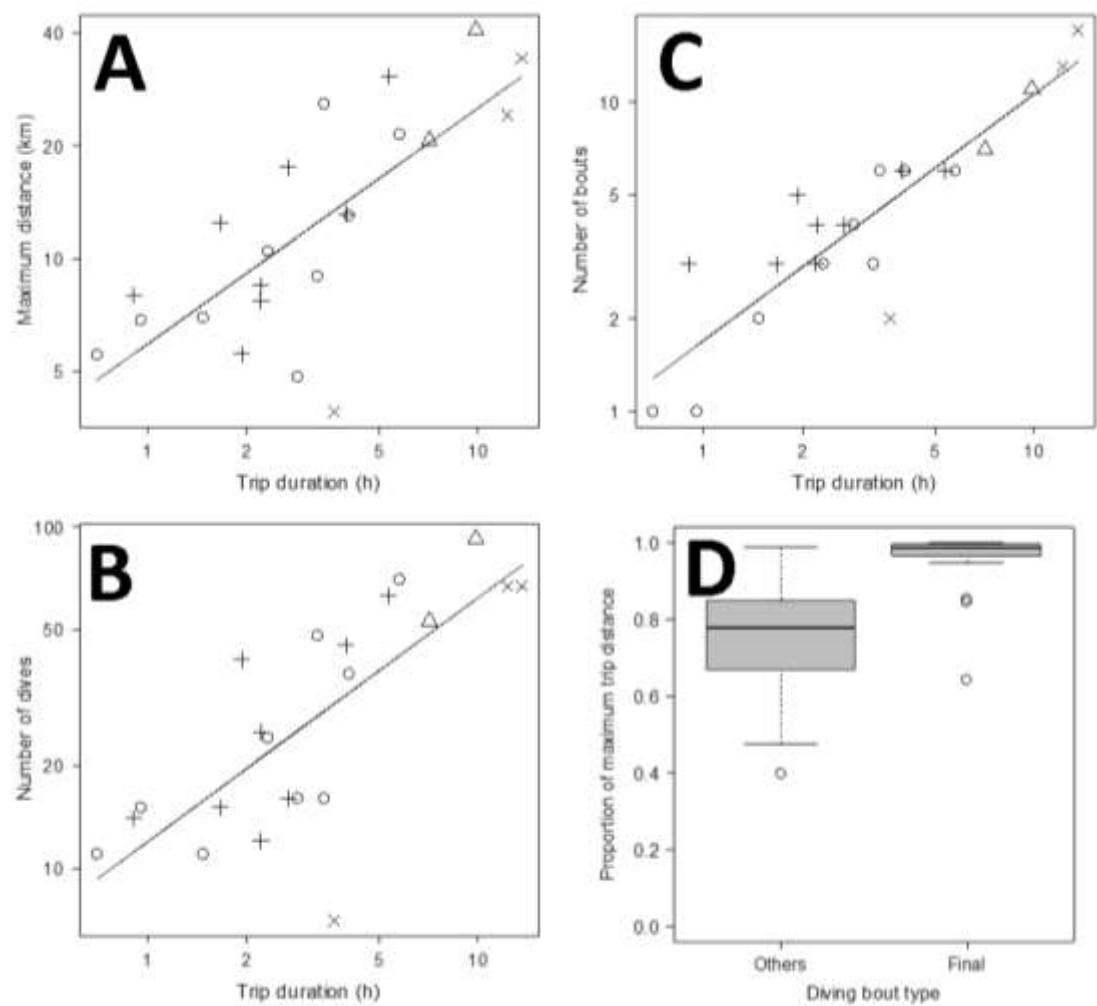 A
Maximum distance (km)
40
20
10
5
1 2 5 10
Trip duration (h)
C
Number of bouts
10
5
2
1
1 2 5 10
Trip duration (h)
B
Number of dives
100
50
20
10
1 2 5 10
Trip duration (h)
D
Proportion of maximum trip distance
1.0
0.8
0.6
0.4
0.2
0.0
Others Final
Diving bout type